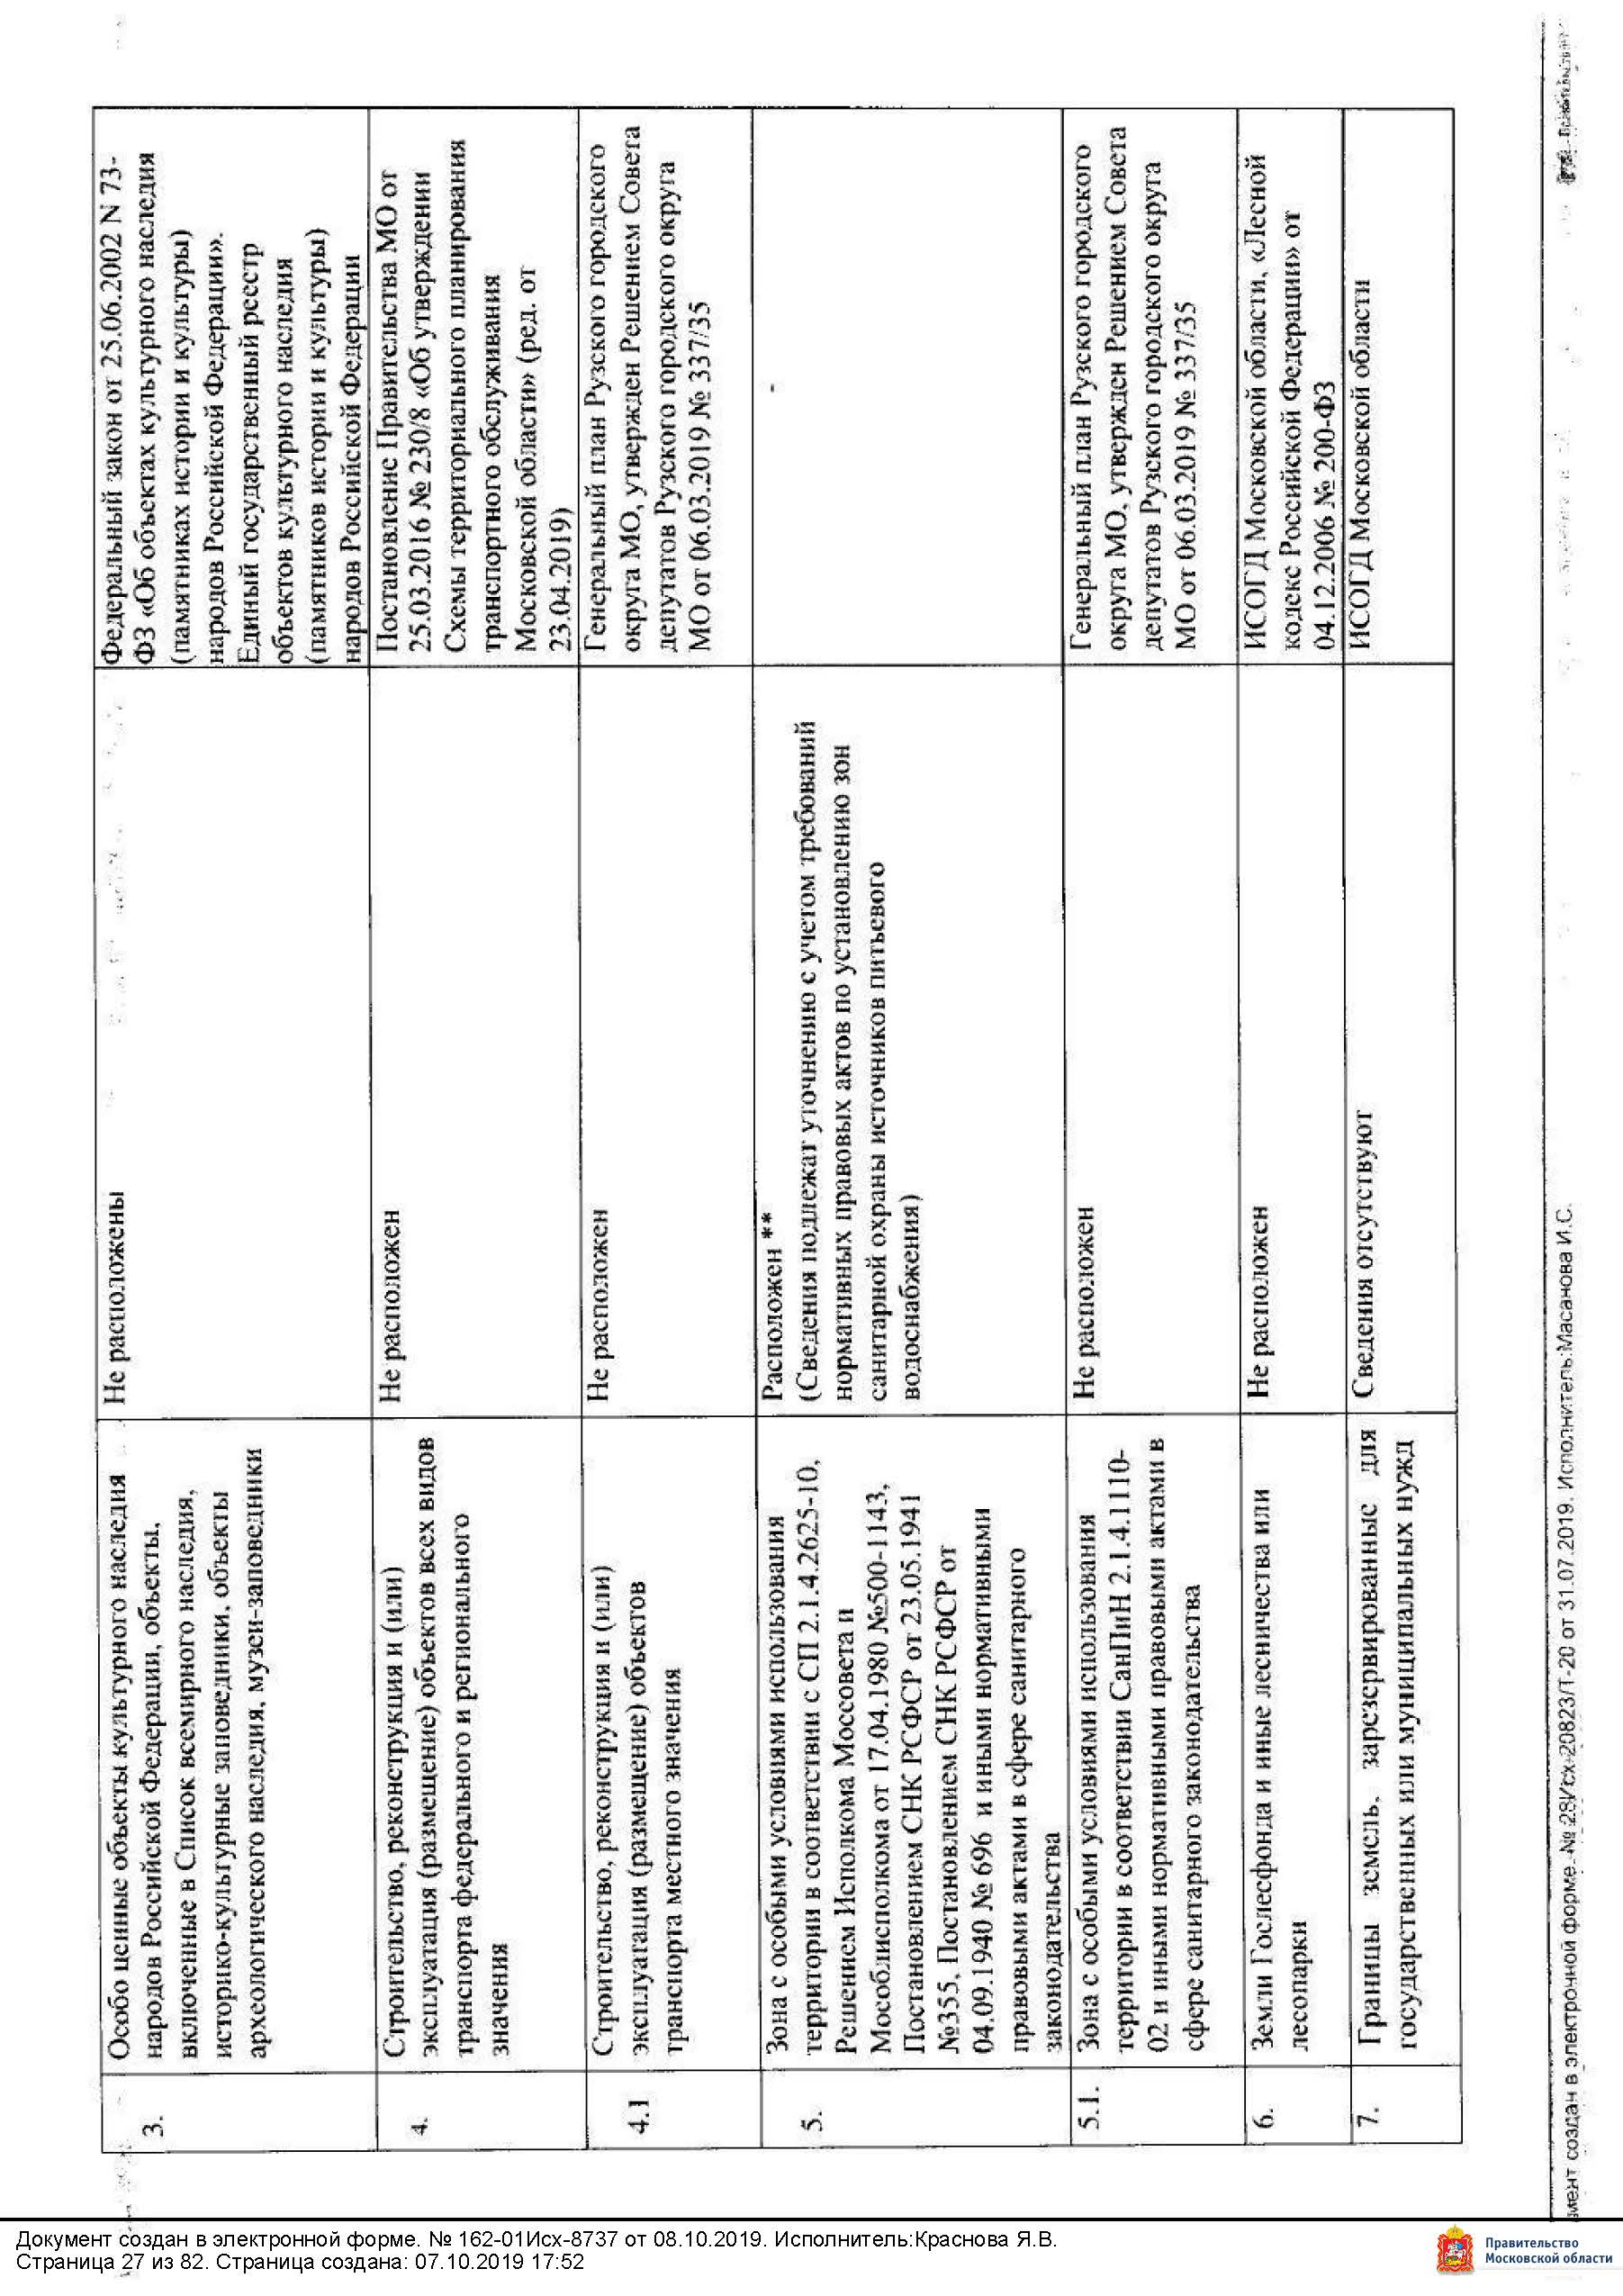 3.
Особо ценные объекты культурного наследия
народов Российской Федерации, объекты,
включенные в Список всемирного наследия,
историко-культурные заповедники, объекты
археологического наследия, музеи-заповедники
Не расположены
Федеральный закон от 25.06.2002 N 73-
ФЗ «Об объектах культурного наследия
(памятниках истории и культуры)
народов Российской Федерации».
Единый государственный реестр
объектов культурного наследия
(памятников истории и культуры)
народов Российской Федерации
4.
Строительство, реконструкция и (или)
эксплуатация (размещение) объектов всех видов
транспорта федерального и регионального
значения
Не расположен
Постановление Правительства МО от
25.03.2016 № 230/8 «Об утверждении
Схемы территориального планирования
транспортного обслуживания
Московской области» (ред. от
23.04.2019)
4.1
Строительство, реконструкция и (или)
эксплуатация (размещение) объектов
транспорта местного значения
Не расположен
Генеральный план Рузского городского
округа МО, утвержден Решением Совета
депутатов Рузского городского округа
МО от 06.03.2019 № 337/35
5.
Зона с особыми условиями использования
территории в соответствии с СП 2.1.4.2625-10,
Решением Исполкома Моссовета и
Мособлисполкома от 17.04.1980 №500-1143,
Постановлением СНК РСФСР от 23.05.1941
№355, Постановлением СНК РСФСР от
04.09.1940 № 696 и иными нормативными
правовыми актами в сфере санитарного
законодательства
Расположен **
(Сведения подлежат уточнению с учетом требований
нормативных правовых актов по установлению зон
санитарной охраны источников питьевого
водоснабжения)
-
5.1.
Зона с особыми условиями использования
территории в соответствии СанПиН 2.1.4.1110-
02 и иными нормативными правовыми актами в
сфере санитарного законодательства
Не расположен
Генеральный план Рузского городского
округа МО, утвержден Решением Совета
депутатов Рузского городского округа
МО от 06.03.2019 № 337/35
6.
Земли Гослесфонда и иные лесничества или
лесопарки
Не расположен
ИСОГД Московской области, «Лесной
кодекс Российской Федерации» от
04.12.2006 № 200-ФЗ
7.
Границы земель, зарезервированные для
государственных или муниципальных нужд
Сведения отсутствуют
ИСОГД Московской области
мент создан в электронной форме. № 28Исх-20823/Т-20 от 31.07.2019. Исполнитель:Масанова И.С.
Документ создан в электронной форме. № 162-01Исх-8737 от 08.10.2019. Исполнитель:Краснова Я.В.
Страница 27 из 82. Страница создана: 07.10.2019 17:52
Правительство
Московской области